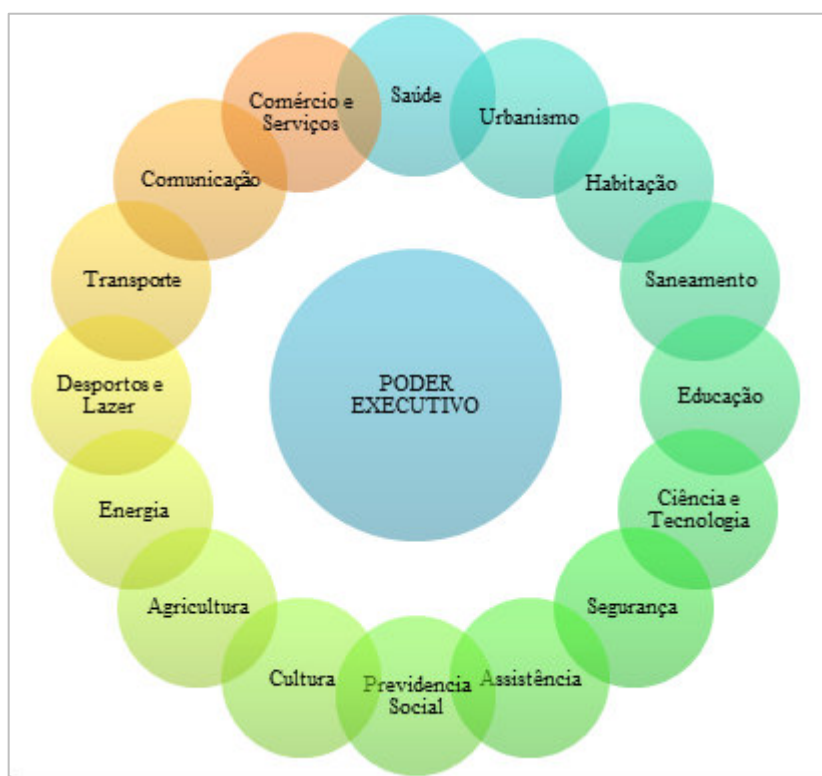 Saúde
Urbanismo
Habitação
Saneamento
Educação
Ciência e
Tecnologia
Segurança
Assistência
Previdencia
Social
Cultura
Agricultura
Energia
Desportos e
Lazer
Transporte
Comunicação
Comércio e
Serviços
PODER
EXECUTIVO